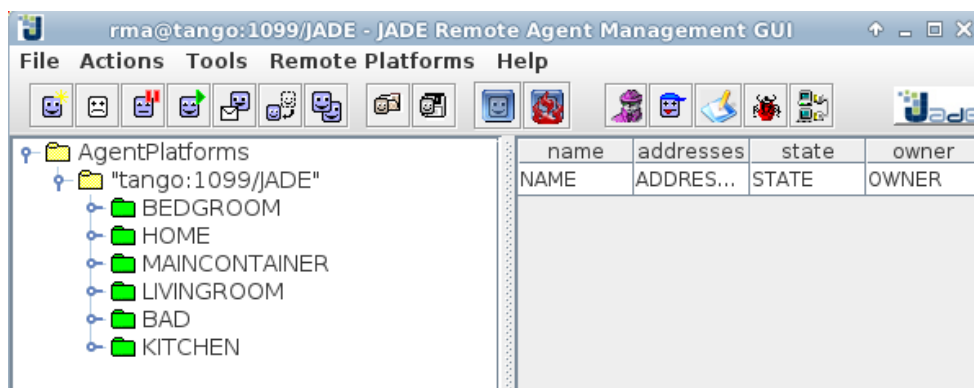 rma@tango:1099/JADE - JADE Remote Agent Management GUI
File Actions Tools Remote Platforms Help
Jade
AgentPlatforms
"tango:1099/JADE"
BEDGROOM
HOME
MAINCONTAINER
LIVINGROOM
BAD
KITCHEN
name addresses state owner
NAME ADDRES... STATE OWNER